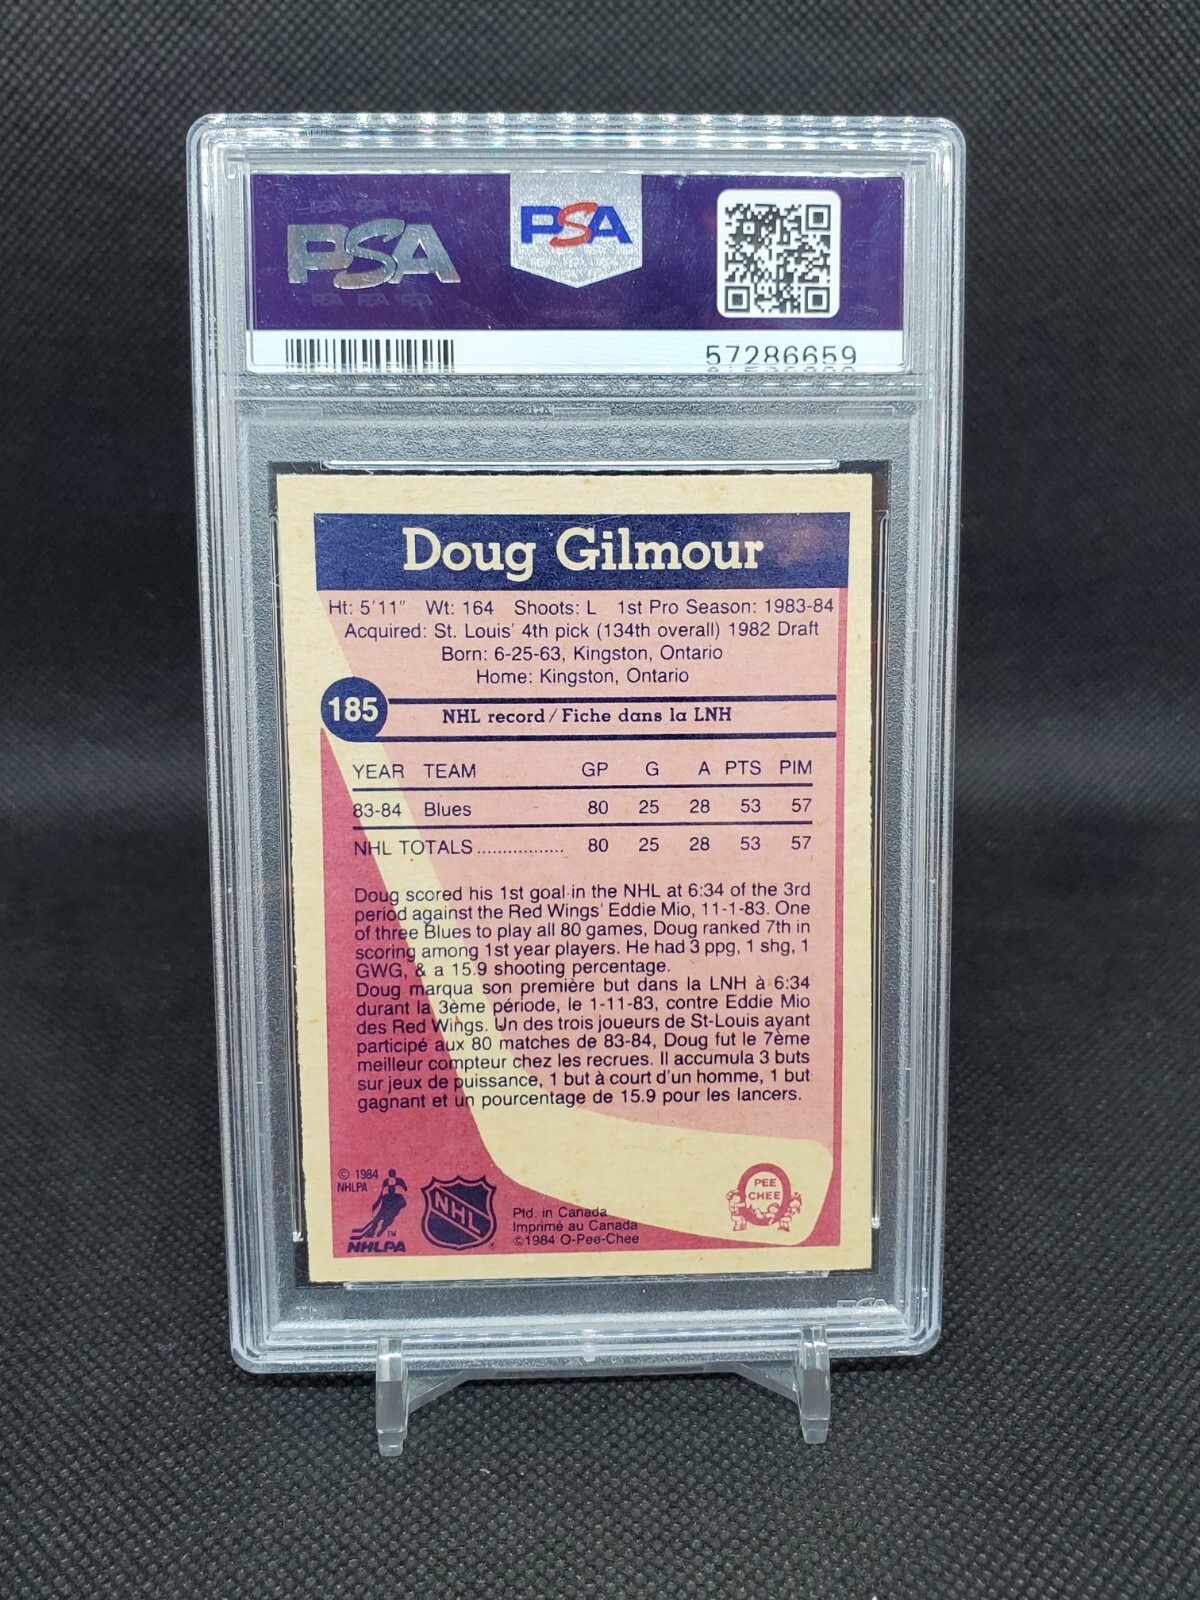 PSA PSA PSA
PSA
PSA PSA PSA
PSA
57286659
Doug Gilmour
Ht: 5'11" Wt: 164 Shoots: L 1st Pro Season: 1983-84
Acquired: St. Louis' 4th pick (134th overall) 1982 Draft
Born: 6-25-63, Kingston, Ontario
Home: Kingston, Ontario
185
NHL record / Fiche dans la LNH
YEAR TEAM GP G A PTS PIM
83-84 Blues 80 25 28 53 57
NHL TOTALS................. 80 25 28 53 57
Doug scored his 1st goal in the NHL at 6:34 of the 3rd
period against the Red Wings' Eddie Mio, 11-1-83. One
of three Blues to play all 80 games, Doug ranked 7th in
scoring among 1st year players. He had 3 ppg, 1 shg, 1
GWG, & a 15.9 shooting percentage.
Doug marqua son première but dans la LNH à 6:34
durant la 3ème période, le 1-11-83, contre Eddie Mio
des Red Wings. Un des trois joueurs de St-Louis ayant
participé aux 80 matches de 83-84, Doug fut le 7ème
meilleur compteur chez les recrues. Il accumula 3 buts
sur jeux de puissance, 1 but à court d'un homme, 1 but
gagnant et un pourcentage de 15.9 pour les lancers.
© 1984
NHLPA
TM
NHLPA
NHL
Ptd. in Canada
Imprimé au Canada
©1984 O-Pee-Chee
PEE
CHEE
PSA